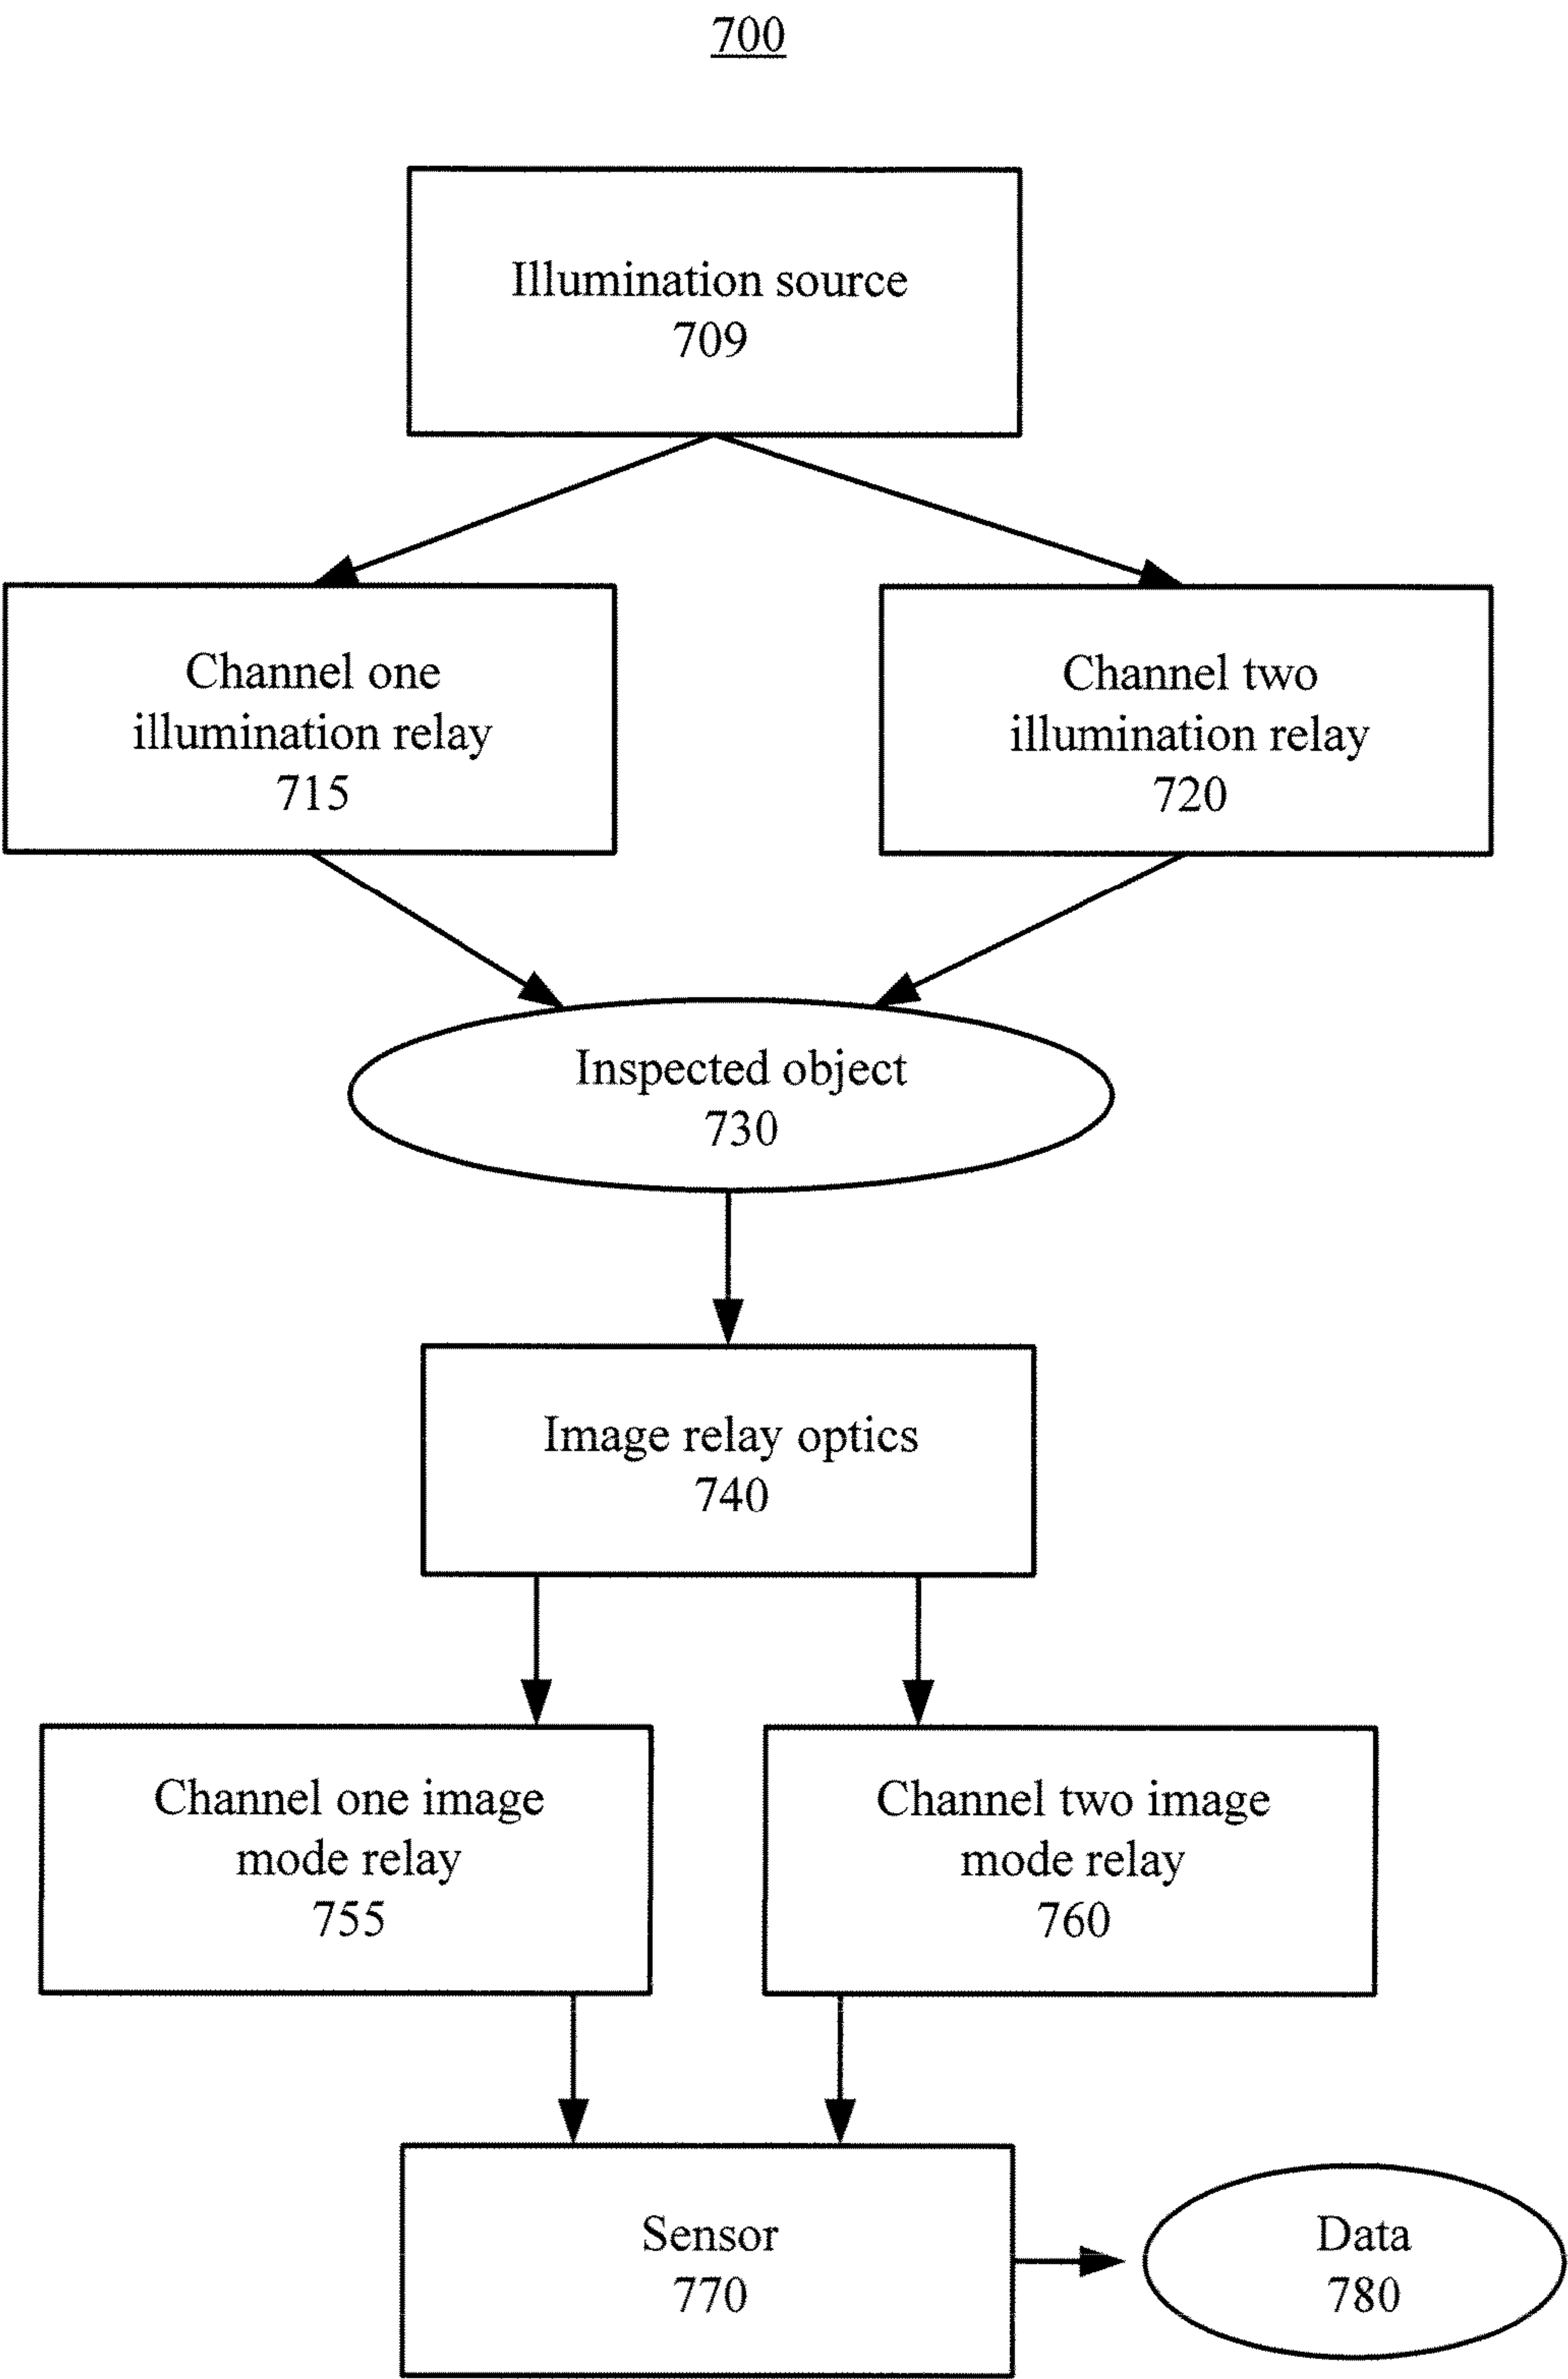 700
Illumination source
709
Channel one
illumination relay
715
Channel two
illumination relay
720
Inspected object
730
Image relay optics
740
Channel one image
mode relay
755
Channel two image
mode relay
760
Sensor
770
Data
780